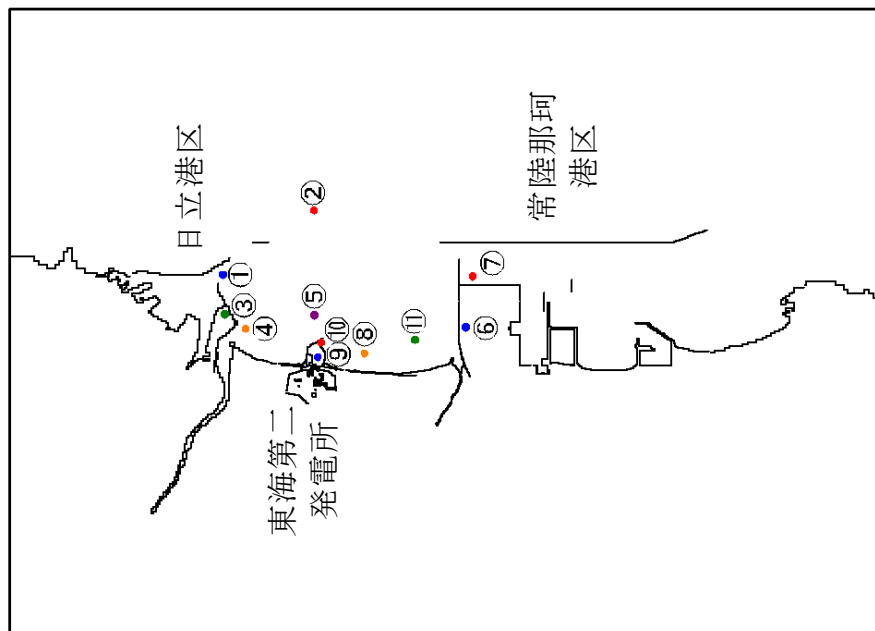 日立港区
常陸那珂
港区
東海第二
発電所
①
②
③
④
⑤
⑥
⑦
⑧
⑨
⑩
⑪